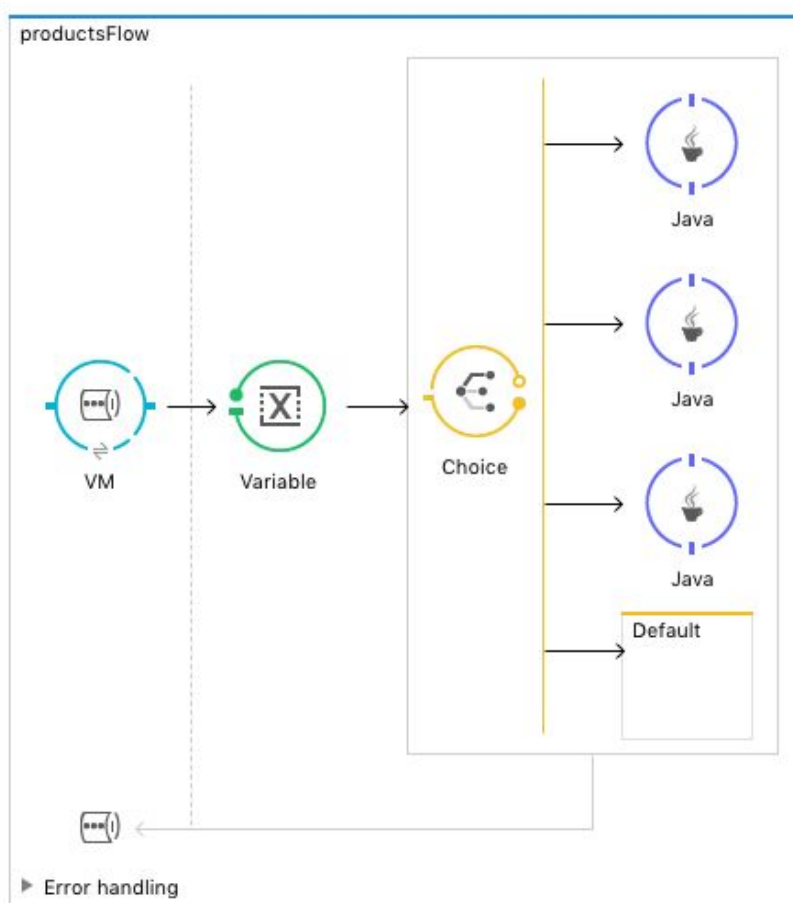 productsFlow
Java
Java
VM
Variable
Choice
Java
Default
Error handling